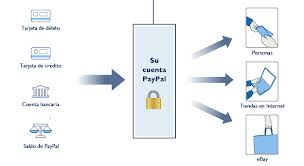 Tarjeta de débito
Tarjeta de crédito
Cuenta bancaria
Saldo de PayPal
Su
cuenta
PayPal
Personas
Tiendas en Internet
eBay